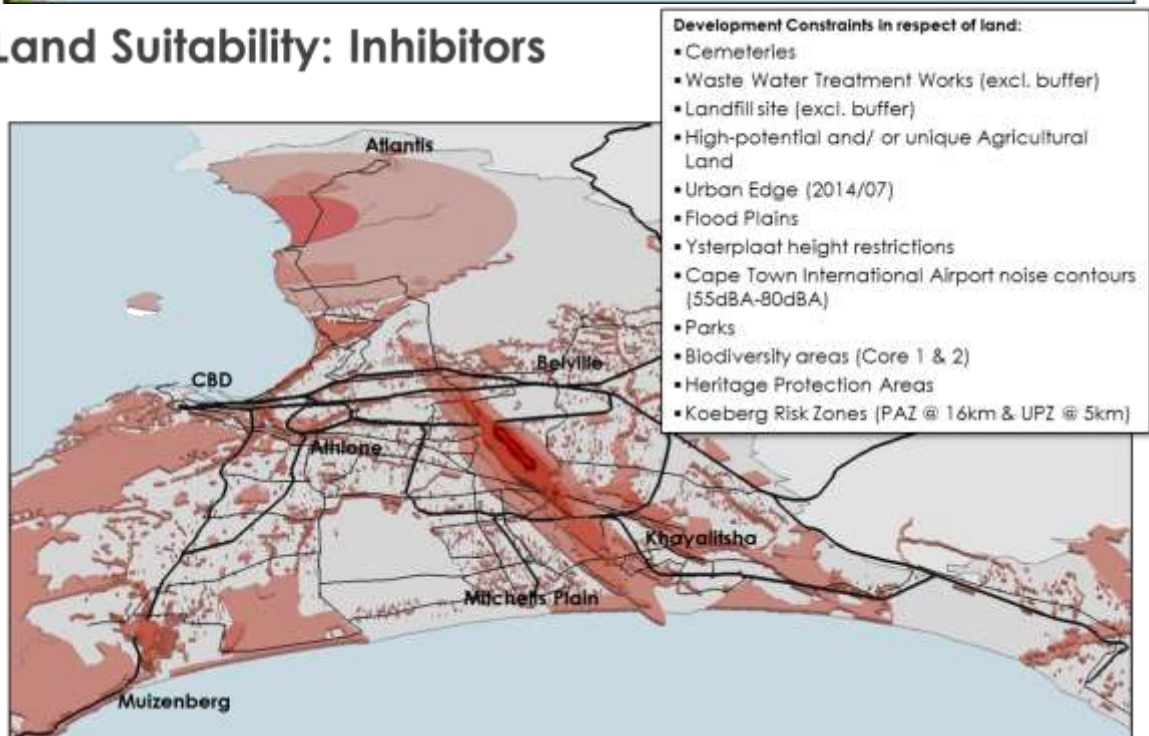 Land Suitability: Inhibitors
Development Constraints in respect of land:
▪ Cemeteries
▪ Waste Water Treatment Works (excl. buffer)
▪ Landfill site (excl. buffer)
▪ High-potential and/ or unique Agricultural
Land
▪ Urban Edge (2014/07)
▪ Flood Plains
▪ Ysterplaat height restrictions
▪ Cape Town International Airport noise contours
(55dBA-80dBA)
▪ Parks
▪ Biodiversity areas (Core 1 & 2)
▪ Heritage Protection Areas
▪ Koeberg Risk Zones (PAZ @ 16km & UPZ @ 5km)
Atlantis
Belville
CBD
Athlone
Khayalitsha
Mitchells Plain
Muizenberg